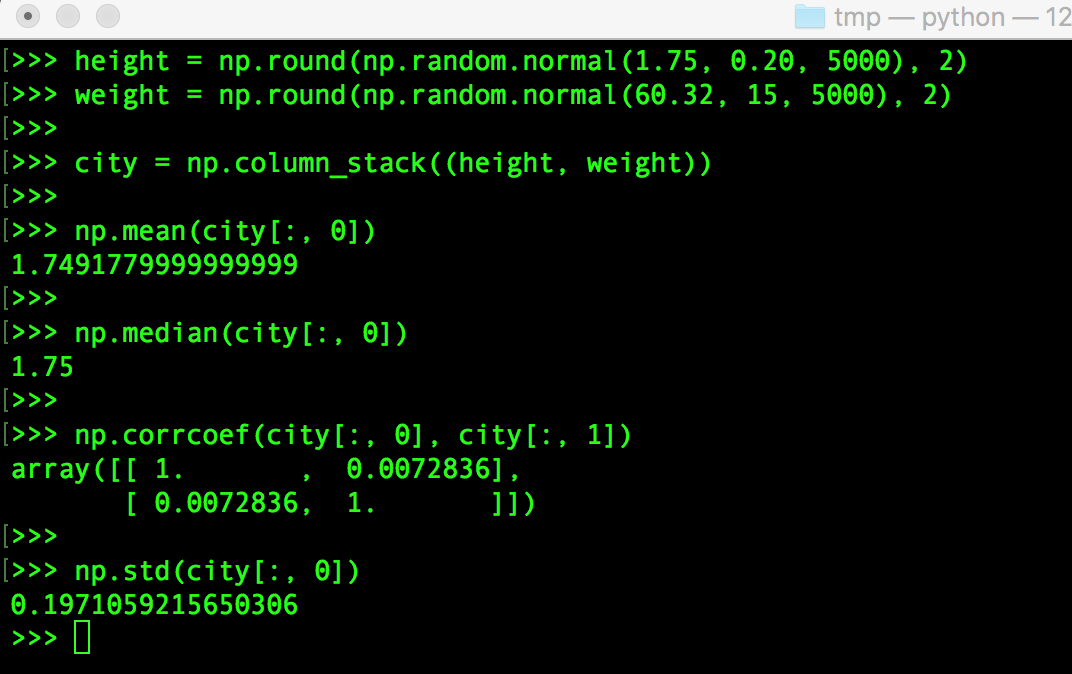 tmp — python — 12
[>>> height = np.round(np.random.normal(1.75, 0.20, 5000), 2)
[>>> weight = np.round(np.random.normal(60.32, 15, 5000), 2)
[>>>
[>>> city = np.column_stack((height, weight))
[>>>
[>>> np.mean(city[:, 0])
1.7491779999999999
[>>>
[>>> np.median(city[:, 0])
1.75
[>>>
[>>> np.corrcoef(city[:, 0], city[:, 1])
array([[ 1.       ,  0.0072836],
       [ 0.0072836,  1.       ]])
[>>>
[>>> np.std(city[:, 0])
0.1971059215650306
>>>